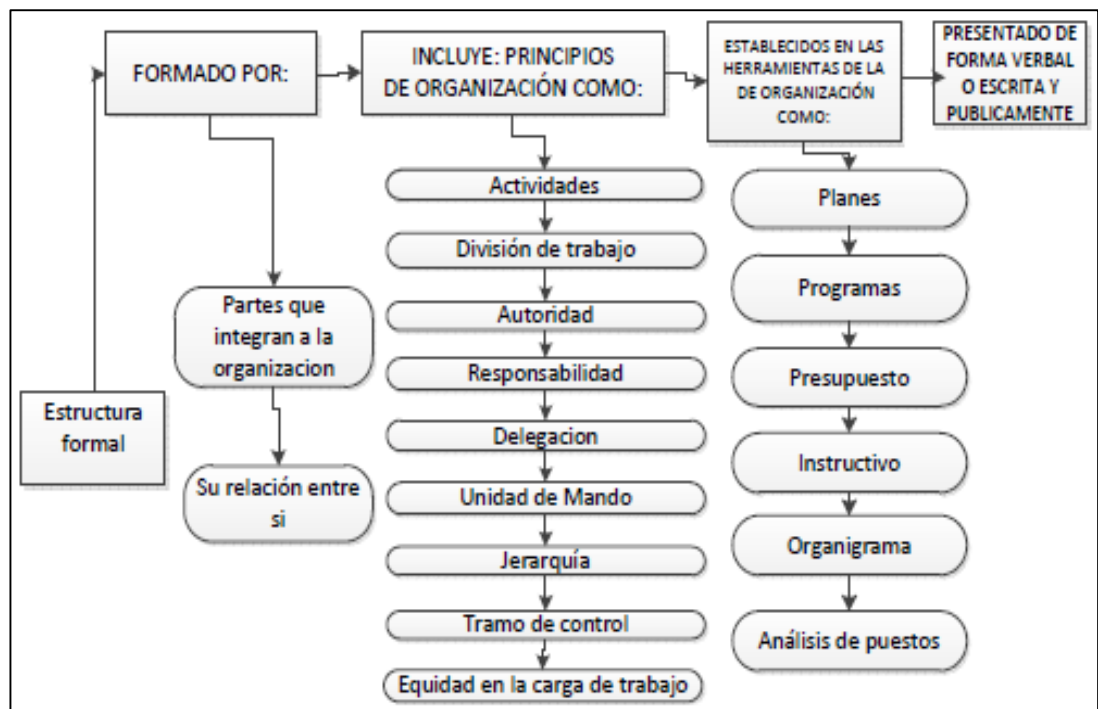 FORMADO POR:
INCLUYE: PRINCIPIOS
DE ORGANIZACIÓN COMO:
ESTABLECIDOS EN LAS
HERRAMIENTAS DE LA
DE ORGANIZACIÓN
COMO:
PRESENTADO DE
FORMA VERBAL
O ESCRITA Y
PUBLICAMENTE
Estructura
formal
Partes que
integran a la
organizacion
Su relación entre
si
Actividades
División de trabajo
Autoridad
Responsabilidad
Delegacion
Unidad de Mando
Jerarquía
Tramo de control
Equidad en la carga de trabajo
Planes
Programas
Presupuesto
Instructivo
Organigrama
Análisis de puestos